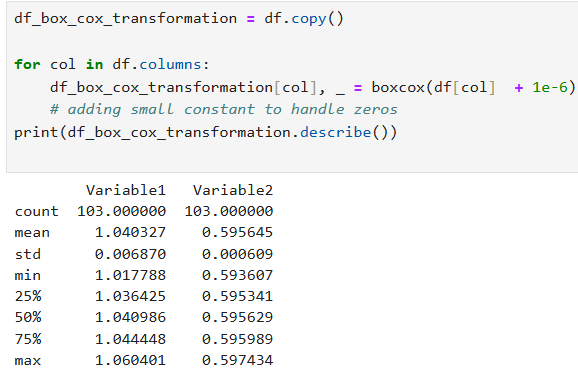 df_box_cox_transformation = df.copy()
for col in df.columns:
    df_box_cox_transformation[col], _ = boxcox(df[col]  + 1e-6)
    # adding small constant to handle zeros
print(df_box_cox_transformation.describe())
        Variable1   Variable2
count  103.000000  103.000000
mean     1.040327    0.595645
std      0.006870    0.000609
min      1.017788    0.593607
25%      1.036425    0.595341
50%      1.040986    0.595629
75%      1.044448    0.595989
max      1.060401    0.597434